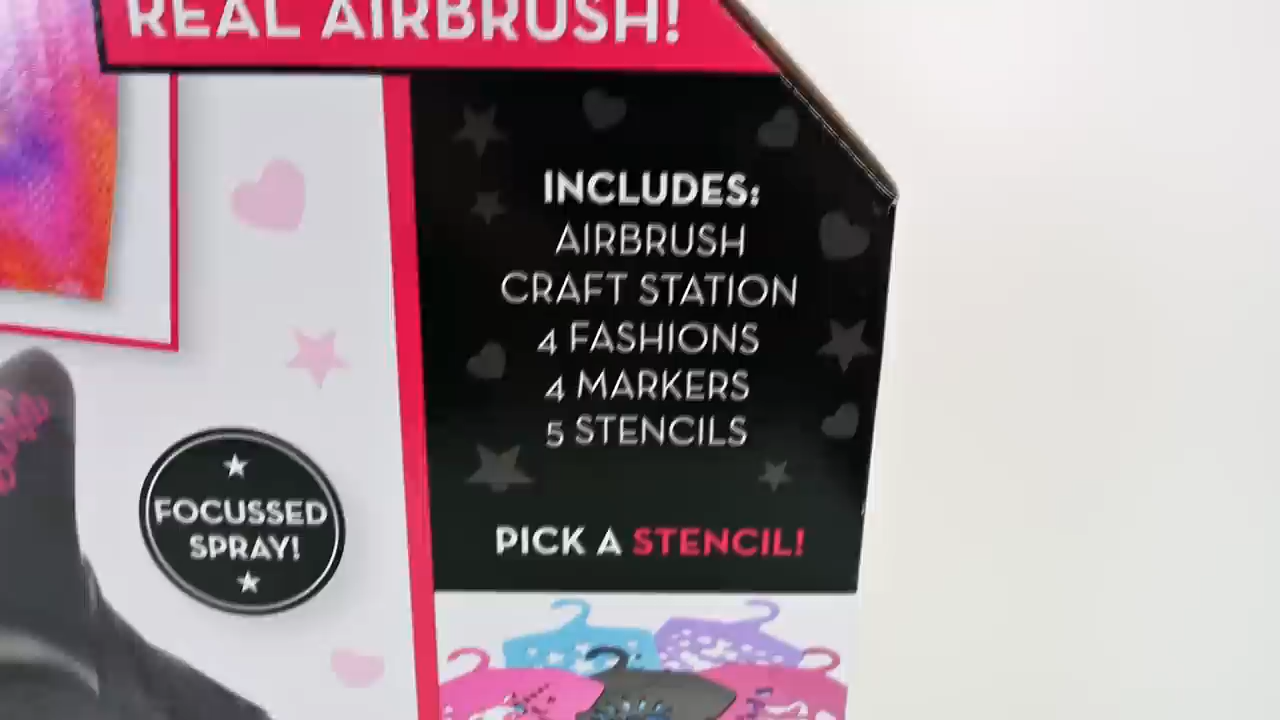 REAL AIRBRUSH!
INCLUDES:
AIRBRUSH
CRAFT STATION
4 FASHIONS
4 MARKERS
5 STENCILS
PICK A STENCIL!
FOCUSSED
SPRAY!